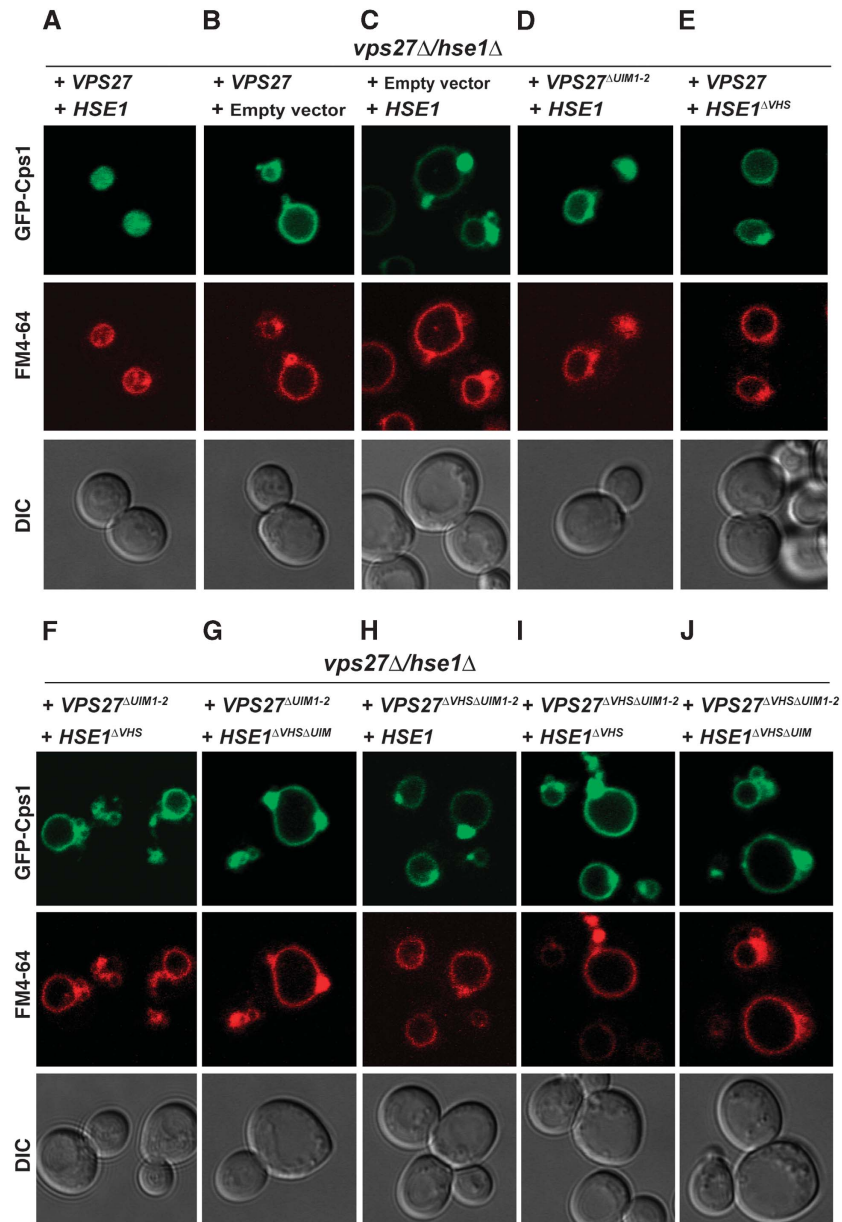 A B C D E
vps27Δ/hse1Δ
+ VPS27 + VPS27 + Empty vector + VPS27ΔUIM1-2 + VPS27
+ HSE1 + Empty vector + HSE1 + HSE1 + HSE1ΔVHS
GFP-Cps1
FM4-64
DIC
F G H I J
vps27Δ/hse1Δ
+ VPS27ΔUIM1-2 + VPS27ΔUIM1-2 + VPS27ΔVHSΔUIM1-2 + VPS27ΔVHSΔUIM1-2 + VPS27ΔVHSΔUIM1-2
+ HSE1ΔVHS + HSE1ΔVHSΔUIM + HSE1 + HSE1ΔVHS + HSE1ΔVHSΔUIM
GFP-Cps1
FM4-64
DIC